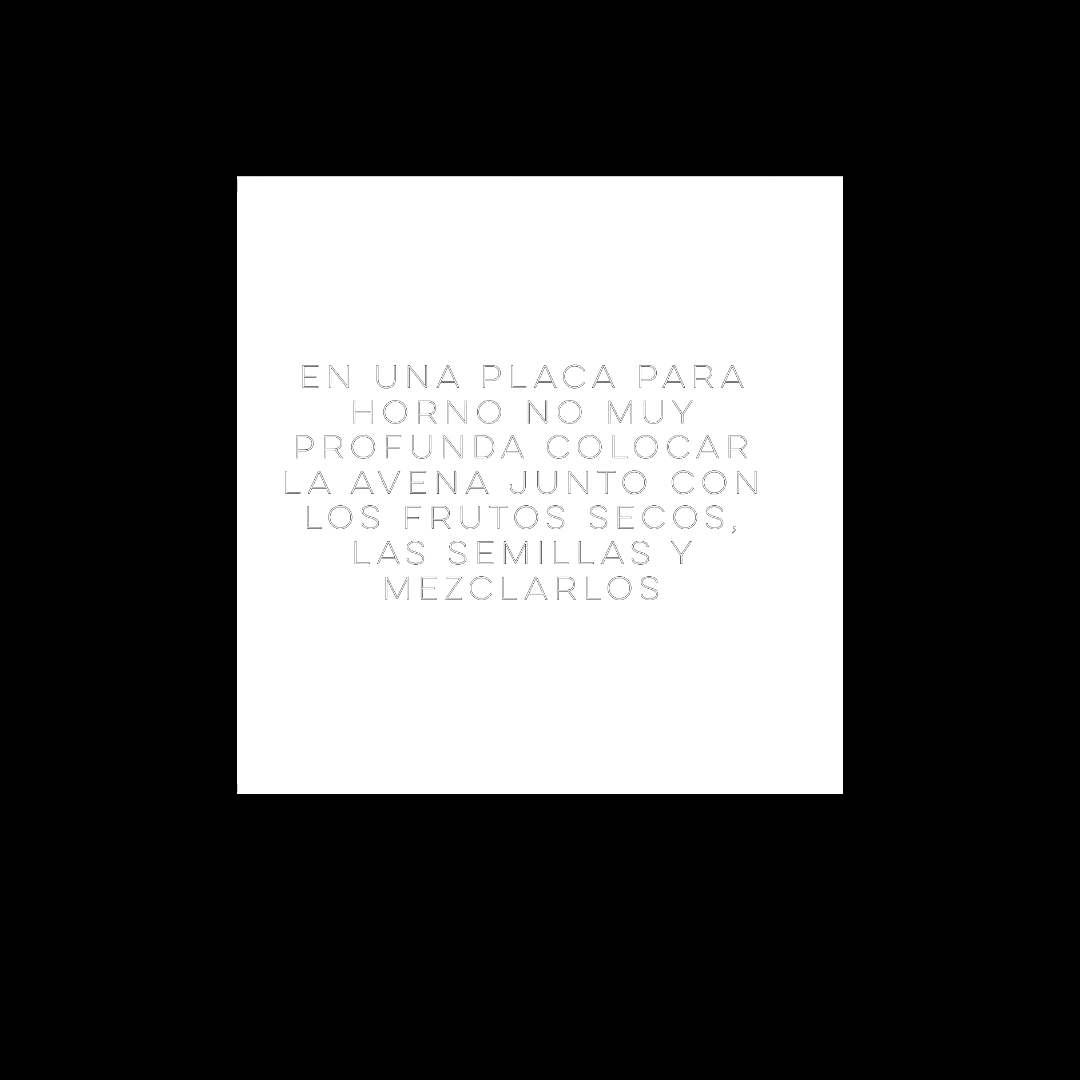 EN UNA PLACA PARA
HORNO NO MUY
PROFUNDA COLOCAR
LA AVENA JUNTO CON
LOS FRUTOS SECOS,
LAS SEMILLAS Y
MEZCLARLOS